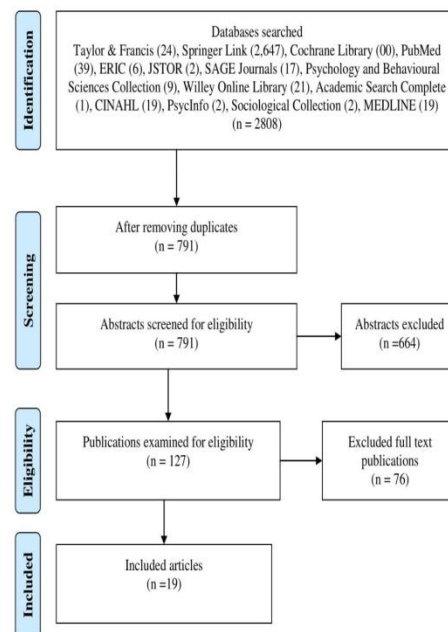 Identification
Databases searched
Taylor & Francis (24), Springer Link (2,647), Cochrane Library (00), PubMed
(39), ERIC (6), JSTOR (2), SAGE Journals (17), Psychology and Behavioural
Sciences Collection (9), Willey Online Library (21), Academic Search Complete
(1), CINAHL (19), PsycInfo (2), Sociological Collection (2), MEDLINE (19)
(n = 2808)
Screening
After removing duplicates
(n = 791)
Abstracts screened for eligibility
(n = 791)
Abstracts excluded
(n =664)
Eligibility
Publications examined for eligibility
(n = 127)
Excluded full text
publications
(n = 76)
Included
Included articles
(n =19)